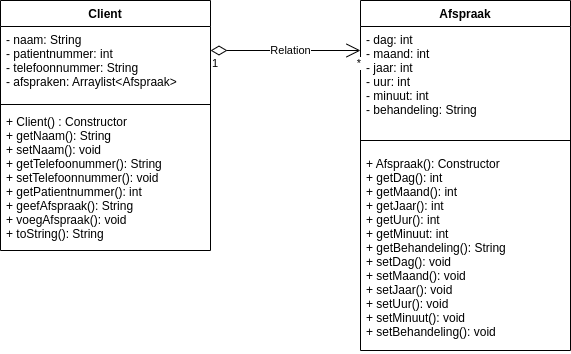 Client
- naam: String
- patientnummer: int
- telefoonnummer: String
- afspraken: Arraylist<Afspraak>
+ Client() : Constructor
+ getNaam(): String
+ setNaam(): void
+ getTelefoonummer(): String
+ setTelefoonnummer(): void
+ getPatientnummer(): int
+ geefAfspraak(): String
+ voegAfspraak(): void
+ toString(): String
Relation
1
*
Afspraak
- dag: int
- maand: int
- jaar: int
- uur: int
- minuut: int
- behandeling: String
+ Afspraak(): Constructor
+ getDag(): int
+ getMaand(): int
+ getJaar(): int
+ getUur(): int
+ getMinuut: int
+ getBehandeling(): String
+ setDag(): void
+ setMaand(): void
+ setJaar(): void
+ setUur(): void
+ setMinuut(): void
+ setBehandeling(): void